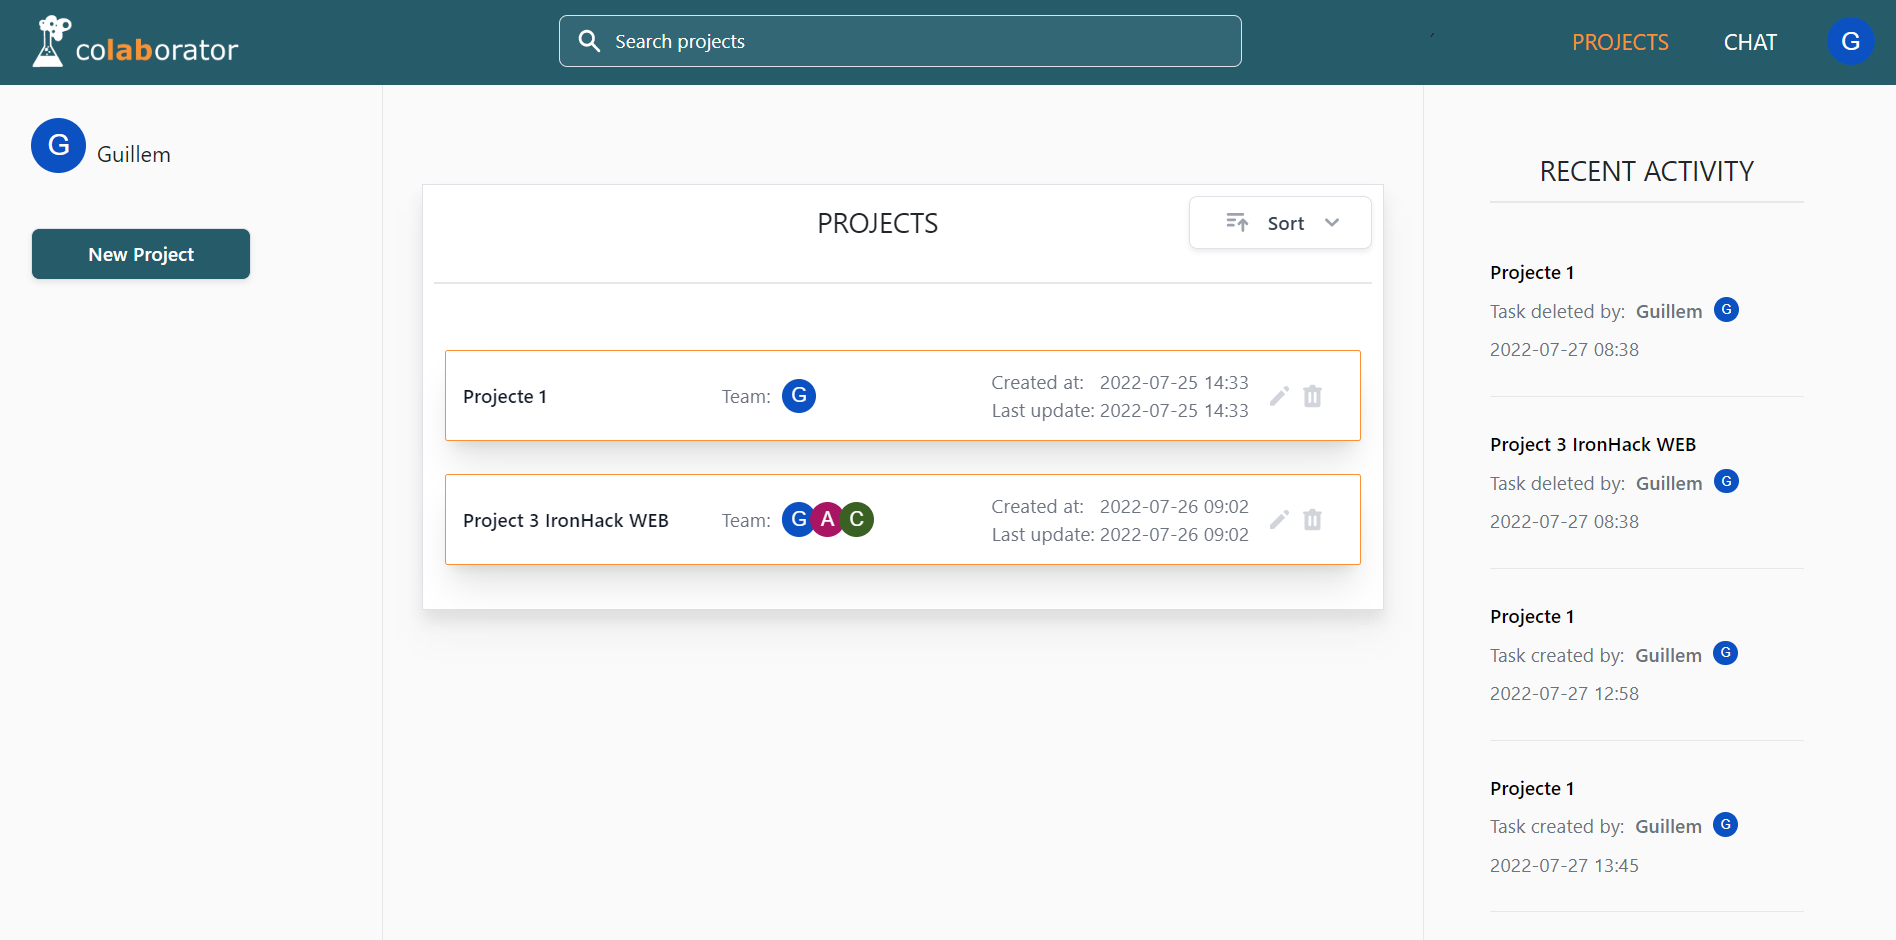 colaborator
Search projects
PROJECTS
CHAT
G
G
Guillem
New Project
PROJECTS
Sort
Projecte 1
Team:
G
Created at: 2022-07-25 14:33
Last update: 2022-07-25 14:33
Project 3 IronHack WEB
Team:
G A C
Created at: 2022-07-26 09:02
Last update: 2022-07-26 09:02
RECENT ACTIVITY
Projecte 1
Task deleted by: Guillem G
2022-07-27 08:38
Project 3 IronHack WEB
Task deleted by: Guillem G
2022-07-27 08:38
Projecte 1
Task created by: Guillem G
2022-07-27 12:58
Projecte 1
Task created by: Guillem G
2022-07-27 13:45